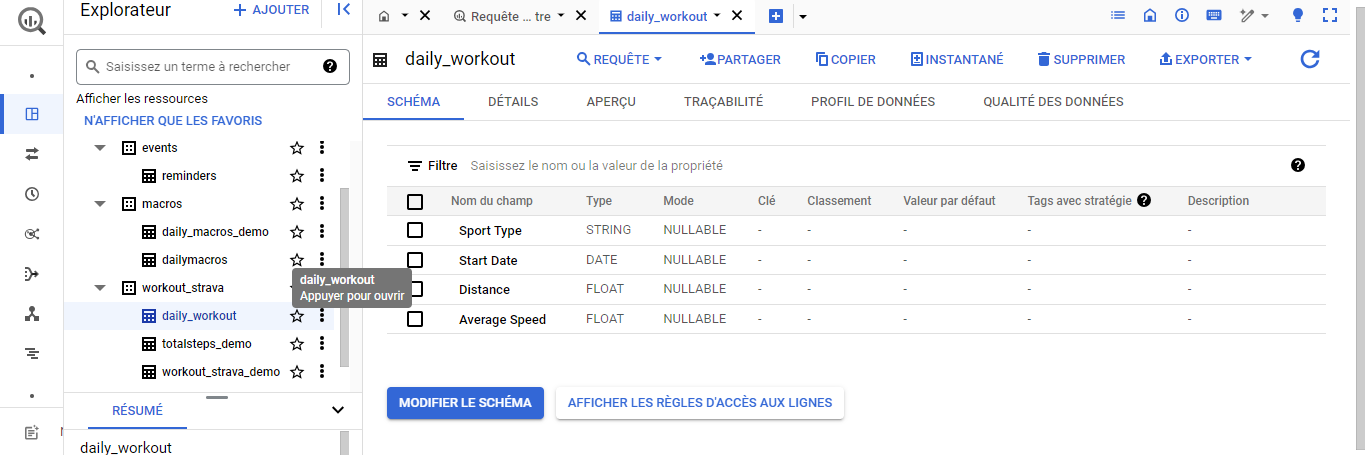 Explorateur
+ AJOUTER
Requête ... tre
daily_workout
Saisissez un terme à rechercher
Afficher les ressources
N'AFFICHER QUE LES FAVORIS
events
reminders
macros
daily_macros_demo
dailymacros
workout_strava
daily_workout
totalsteps_demo
workout_strava_demo
daily_workout
Appuyer pour ouvrir
RÉSUMÉ
daily_workout
daily_workout
REQUÊTE
PARTAGER
COPIER
INSTANTANÉ
SUPPRIMER
EXPORTER
SCHÉMA
DÉTAILS
APERÇU
TRAÇABILITÉ
PROFIL DE DONNÉES
QUALITÉ DES DONNÉES
Filtre Saisissez le nom ou la valeur de la propriété
Nom du champ Type Mode Clé Classement Valeur par défaut Tags avec stratégie Description
Sport Type STRING NULLABLE - - - - -
Start Date DATE NULLABLE - - - - -
Distance FLOAT NULLABLE - - - - -
Average Speed FLOAT NULLABLE - - - - -
MODIFIER LE SCHÉMA
AFFICHER LES RÈGLES D'ACCÈS AUX LIGNES